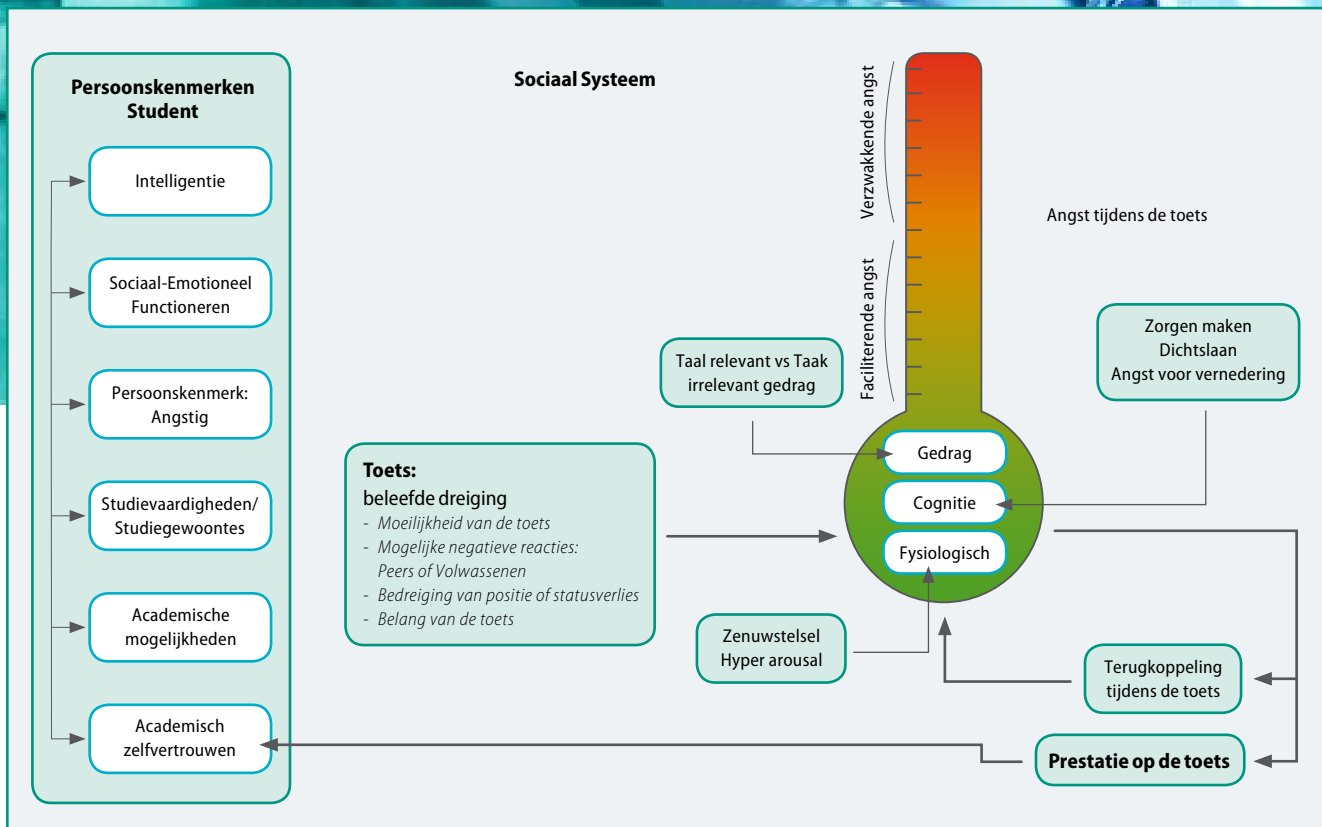 Persoonskenmerken
Student
Intelligentie
Sociaal-Emotioneel
Functioneren
Persoonskenmerk:
Angstig
Studievaardigheden/
Studiegewoontes
Academische
mogelijkheden
Academisch
zelfvertrouwen
Sociaal Systeem
Toets:
beleefde dreiging
- Moeilijkheid van de toets
- Mogelijke negatieve reacties:
Peers of Volwassenen
- Bedreiging van positie of statusverlies
- Belang van de toets
Taal relevant vs Taak
irrelevant gedrag
Zenuwstelsel
Hyper arousal
Verzwakkende angst
Faciliterende angst
Gedrag
Cognitie
Fysiologisch
Angst tijdens de toets
Zorgen maken
Dichtslaan
Angst voor vernedering
Terugkoppeling
tijdens de toets
Prestatie op de toets